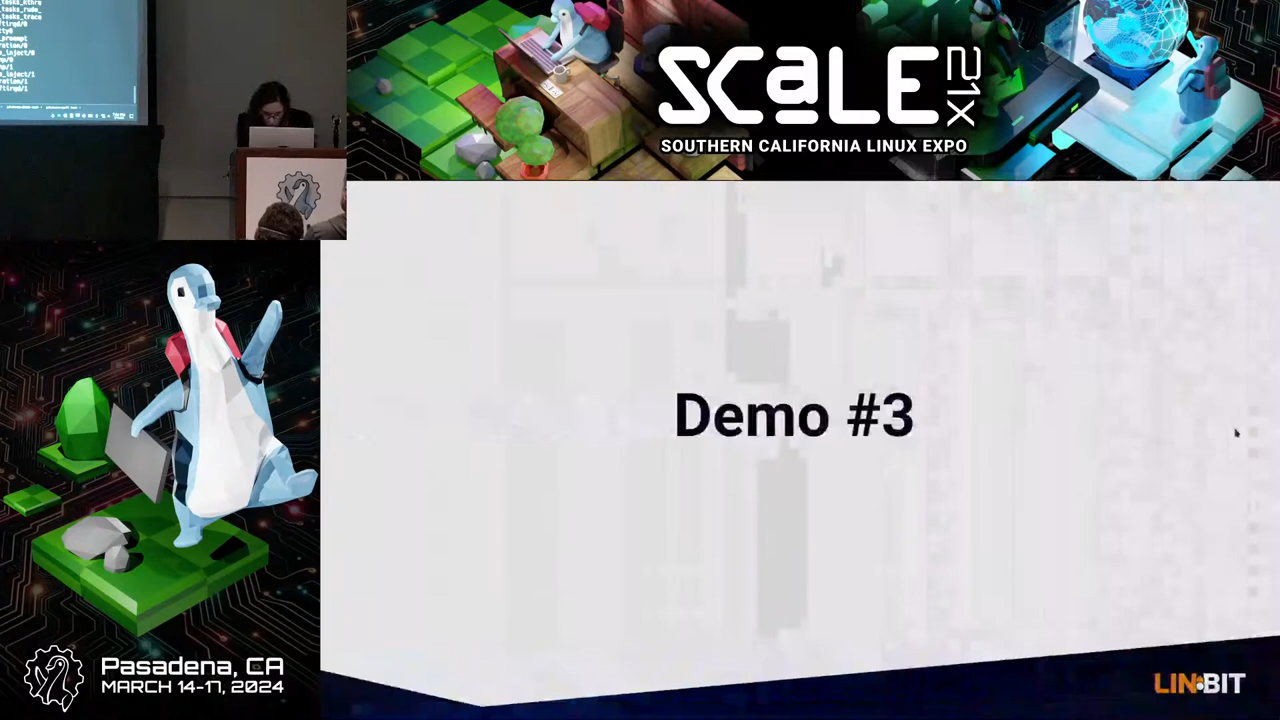 SCaLE
21X
SOUTHERN CALIFORNIA LINUX EXPO
Demo #3
Pasadena, CA
MARCH 14-17, 2024
LINBIT